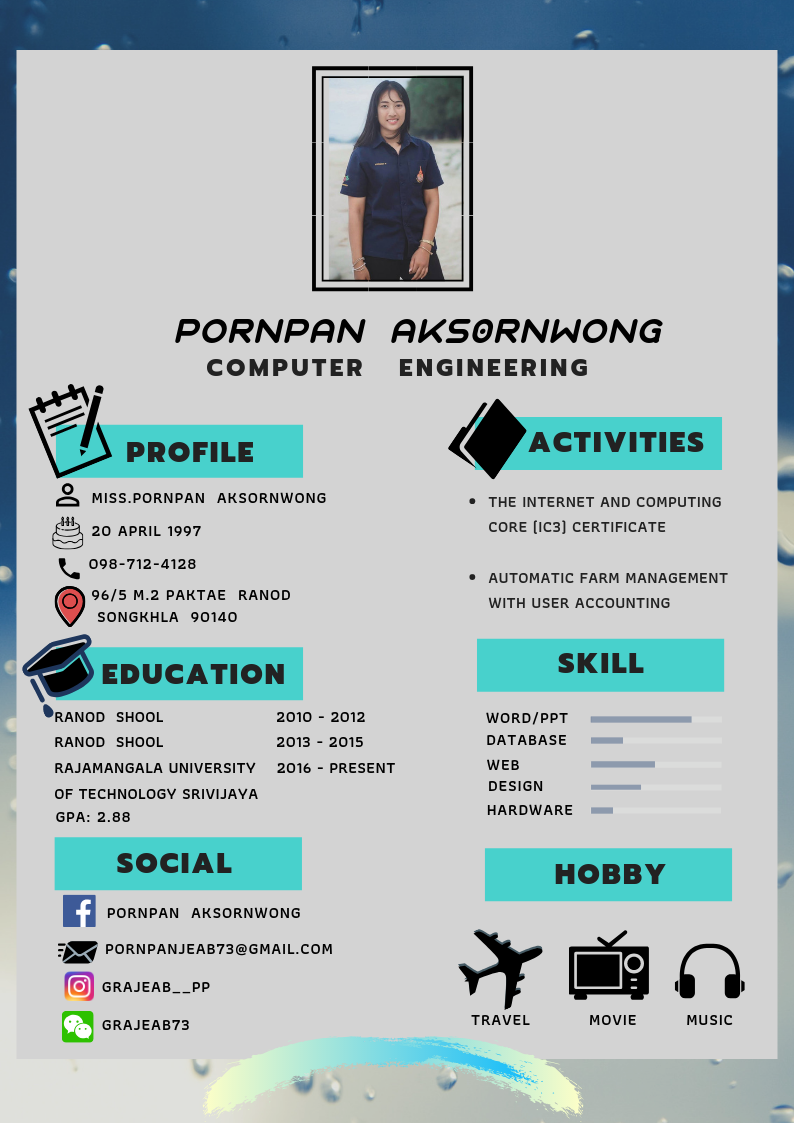 PORNPAN AKSORNWONG
COMPUTER ENGINEERING
PROFILE
MISS.PORNPAN AKSORNWONG
20 APRIL 1997
098-712-4128
96/5 M.2 PAKTAE RANOD
SONGKHLA 90140
EDUCATION
RANOD SHOOL 2010 - 2012
RANOD SHOOL 2013 - 2015
RAJAMANGALA UNIVERSITY 2016 - PRESENT
OF TECHNOLOGY SRIVIJAYA
GPA: 2.88
SOCIAL
PORNPAN AKSORNWONG
PORNPANJEAB73@GMAIL.COM
GRAJEAB__PP
GRAJEAB73
ACTIVITIES
• THE INTERNET AND COMPUTING
CORE (IC3) CERTIFICATE
• AUTOMATIC FARM MANAGEMENT
WITH USER ACCOUNTING
SKILL
WORD/PPT
DATABASE
WEB
DESIGN
HARDWARE
HOBBY
TRAVEL MOVIE MUSIC